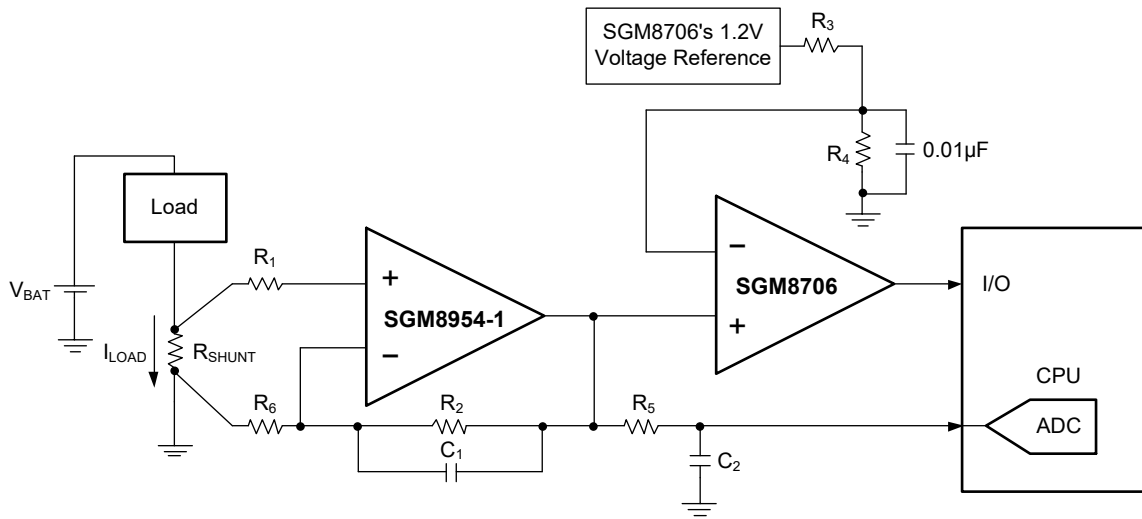 SGM8706's 1.2V
Voltage Reference
R3
R4
0.01µF
Load
VBAT
R1
ILOAD
RSHUNT
+
−
SGM8954-1
−
+
SGM8706
I/O
CPU
ADC
R6
R2
C1
R5
C2